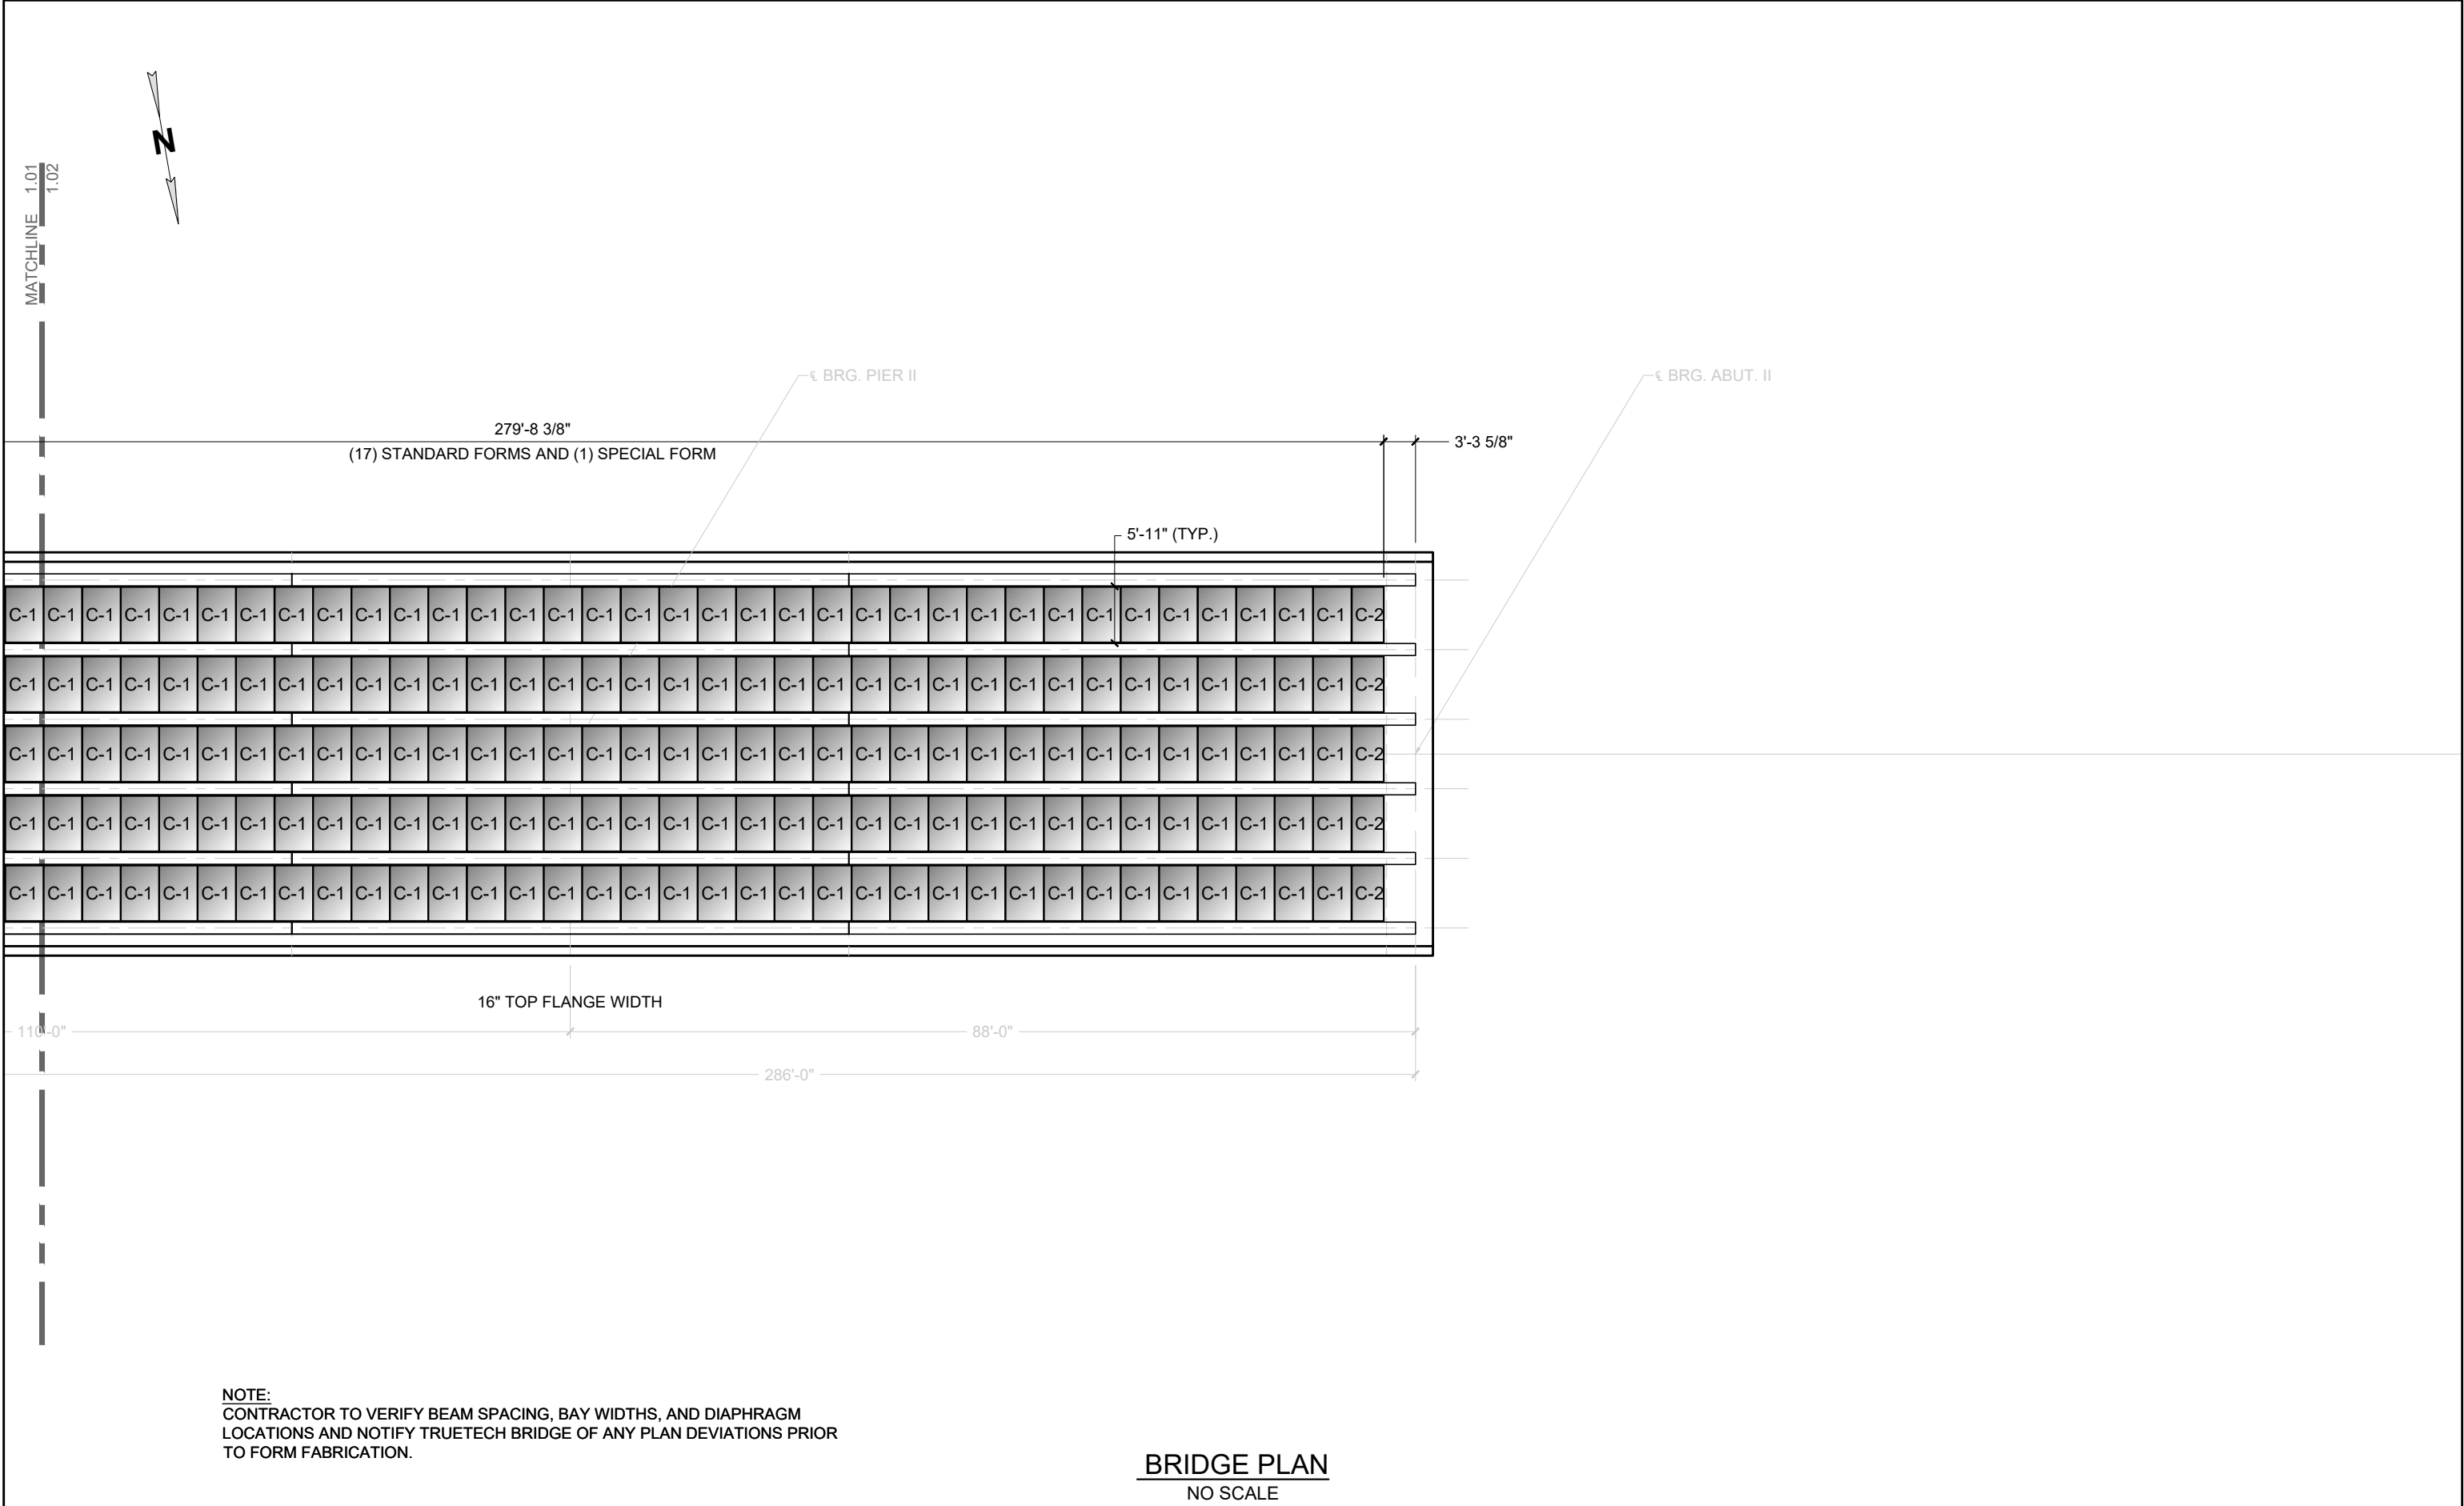 N
MATCHLINE 1.01
1.02
℄ BRG. PIER II
℄ BRG. ABUT. II
279'-8 3/8"
(17) STANDARD FORMS AND (1) SPECIAL FORM
3'-3 5/8"
5'-11" (TYP.)
C-1 C-1 C-1 C-1 C-1 C-1 C-1 C-1 C-1 C-1 C-1 C-1 C-1 C-1 C-1 C-1 C-1 C-1 C-1 C-1 C-1 C-1 C-1 C-1 C-1 C-1 C-1 C-1 C-1 C-1 C-1 C-1 C-1 C-1 C-1 C-2
C-1 C-1 C-1 C-1 C-1 C-1 C-1 C-1 C-1 C-1 C-1 C-1 C-1 C-1 C-1 C-1 C-1 C-1 C-1 C-1 C-1 C-1 C-1 C-1 C-1 C-1 C-1 C-1 C-1 C-1 C-1 C-1 C-1 C-1 C-1 C-2
C-1 C-1 C-1 C-1 C-1 C-1 C-1 C-1 C-1 C-1 C-1 C-1 C-1 C-1 C-1 C-1 C-1 C-1 C-1 C-1 C-1 C-1 C-1 C-1 C-1 C-1 C-1 C-1 C-1 C-1 C-1 C-1 C-1 C-1 C-1 C-2
C-1 C-1 C-1 C-1 C-1 C-1 C-1 C-1 C-1 C-1 C-1 C-1 C-1 C-1 C-1 C-1 C-1 C-1 C-1 C-1 C-1 C-1 C-1 C-1 C-1 C-1 C-1 C-1 C-1 C-1 C-1 C-1 C-1 C-1 C-1 C-2
C-1 C-1 C-1 C-1 C-1 C-1 C-1 C-1 C-1 C-1 C-1 C-1 C-1 C-1 C-1 C-1 C-1 C-1 C-1 C-1 C-1 C-1 C-1 C-1 C-1 C-1 C-1 C-1 C-1 C-1 C-1 C-1 C-1 C-1 C-1 C-2
16" TOP FLANGE WIDTH
110'-0"
88'-0"
286'-0"
NOTE:
CONTRACTOR TO VERIFY BEAM SPACING, BAY WIDTHS, AND DIAPHRAGM
LOCATIONS AND NOTIFY TRUETECH BRIDGE OF ANY PLAN DEVIATIONS PRIOR
TO FORM FABRICATION.
BRIDGE PLAN
NO SCALE